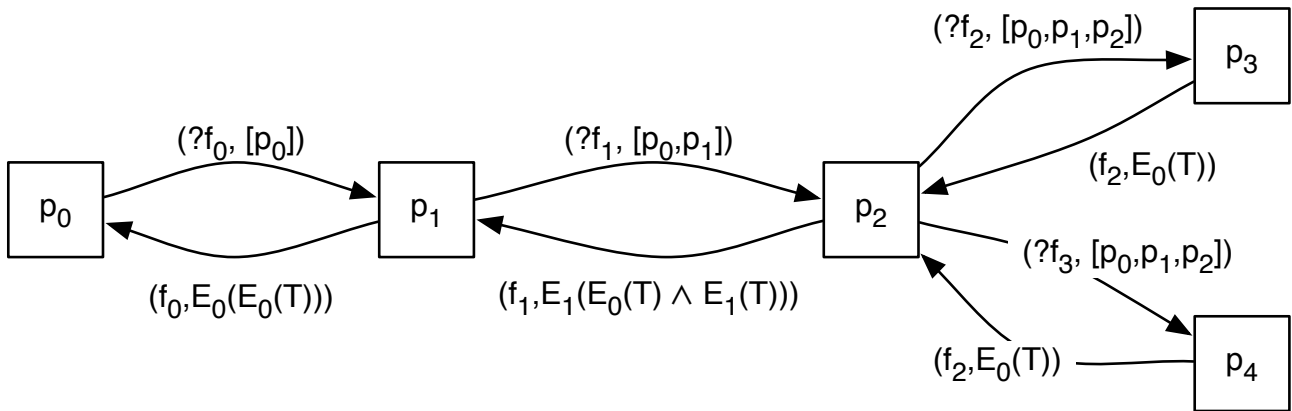 (?f₂, [p₀,p₁,p₂])
p₃
(?f₀, [p₀])
(?f₁, [p₀,p₁])
(f₂,E₀(T))
p₀
p₁
p₂
(?f₃, [p₀,p₁,p₂])
(f₀,E₀(E₀(T)))
(f₁,E₁(E₀(T) ∧ E₁(T)))
(f₂,E₀(T))
p₄